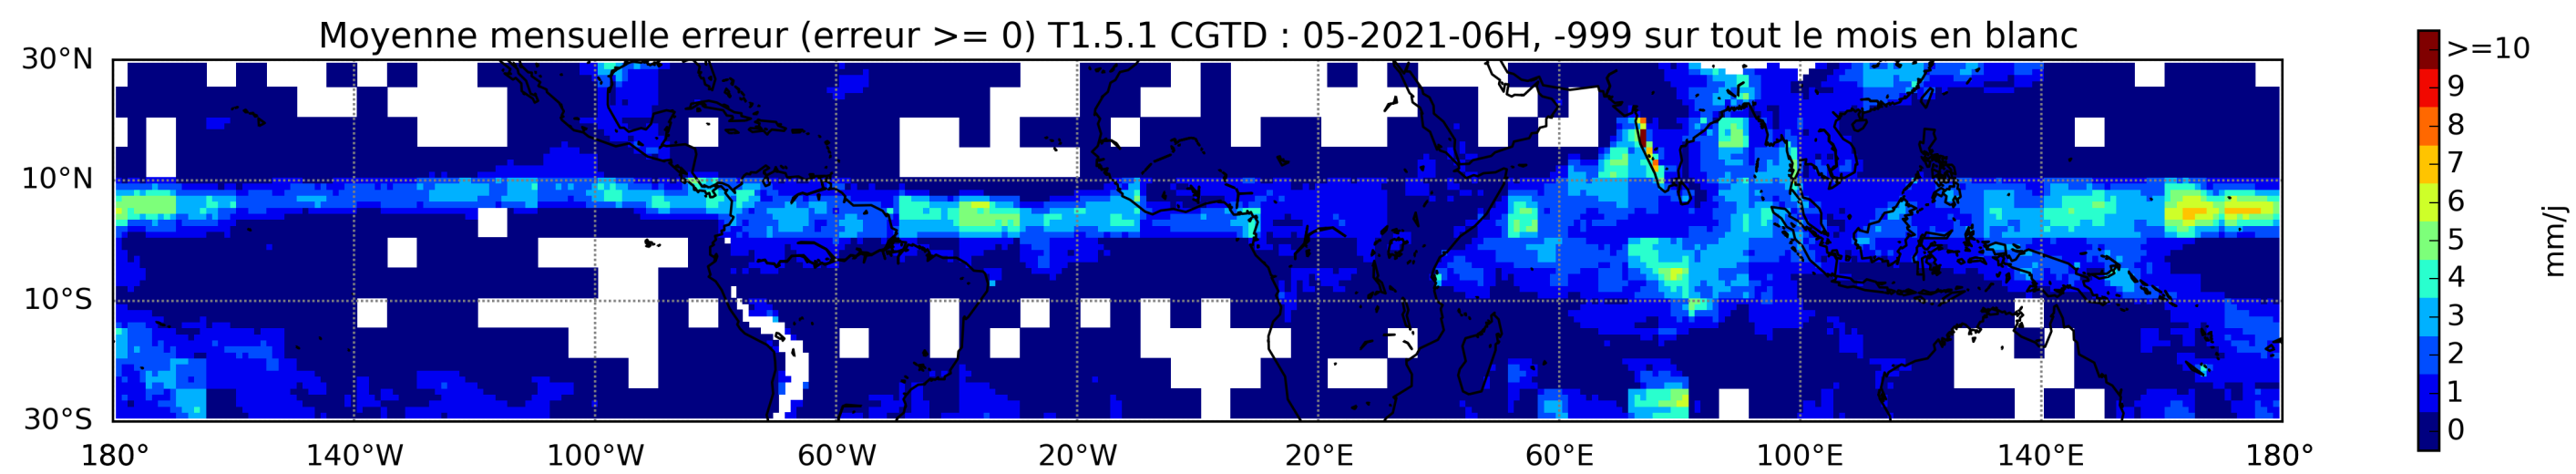 Moyenne mensuelle erreur (erreur >= 0) T1.5.1 CGTD : 05-2021-06H, -999 sur tout le mois en blanc
30°N
10°N
10°S
30°S
180°
140°W
100°W
60°W
20°W
20°E
60°E
100°E
140°E
180°
>=10
9
8
7
6
5
4
3
2
1
0
mm/j